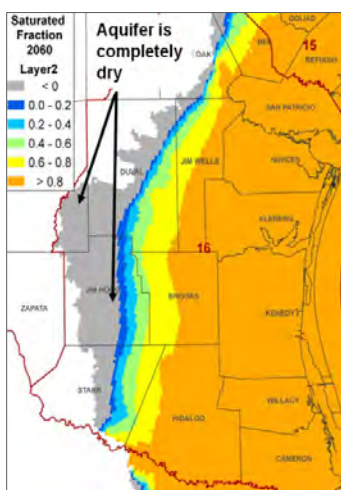 Saturated
Fraction
2060
Layer2
< 0
0.0 - 0.2
0.2 - 0.4
0.4 - 0.6
0.6 - 0.8
> 0.8
Aquifer is
completely
dry
GOLIAD
BEE
15
REFUGIO
OAK
SAN PATRICIO
JIM WELLS
NUECES
DUVAL
KLEBERG
16
ZAPATA
JIM HOGG
BROOKS
KENEDY
STARR
WILLACY
HIDALGO
CAMERON